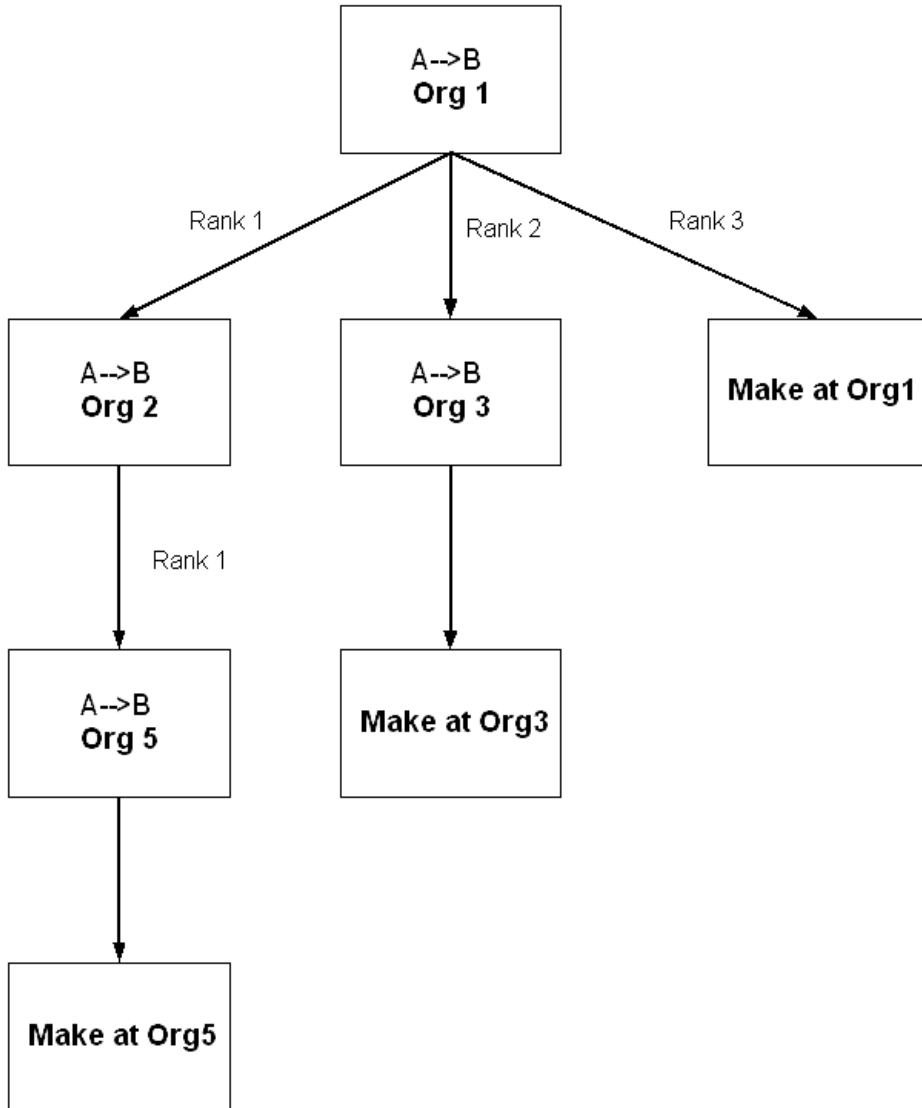 A-->B
Org 1
Rank 1
Rank 2
Rank 3
A-->B
Org 2
A-->B
Org 3
Make at Org1
Rank 1
A-->B
Org 5
Make at Org3
Make at Org5